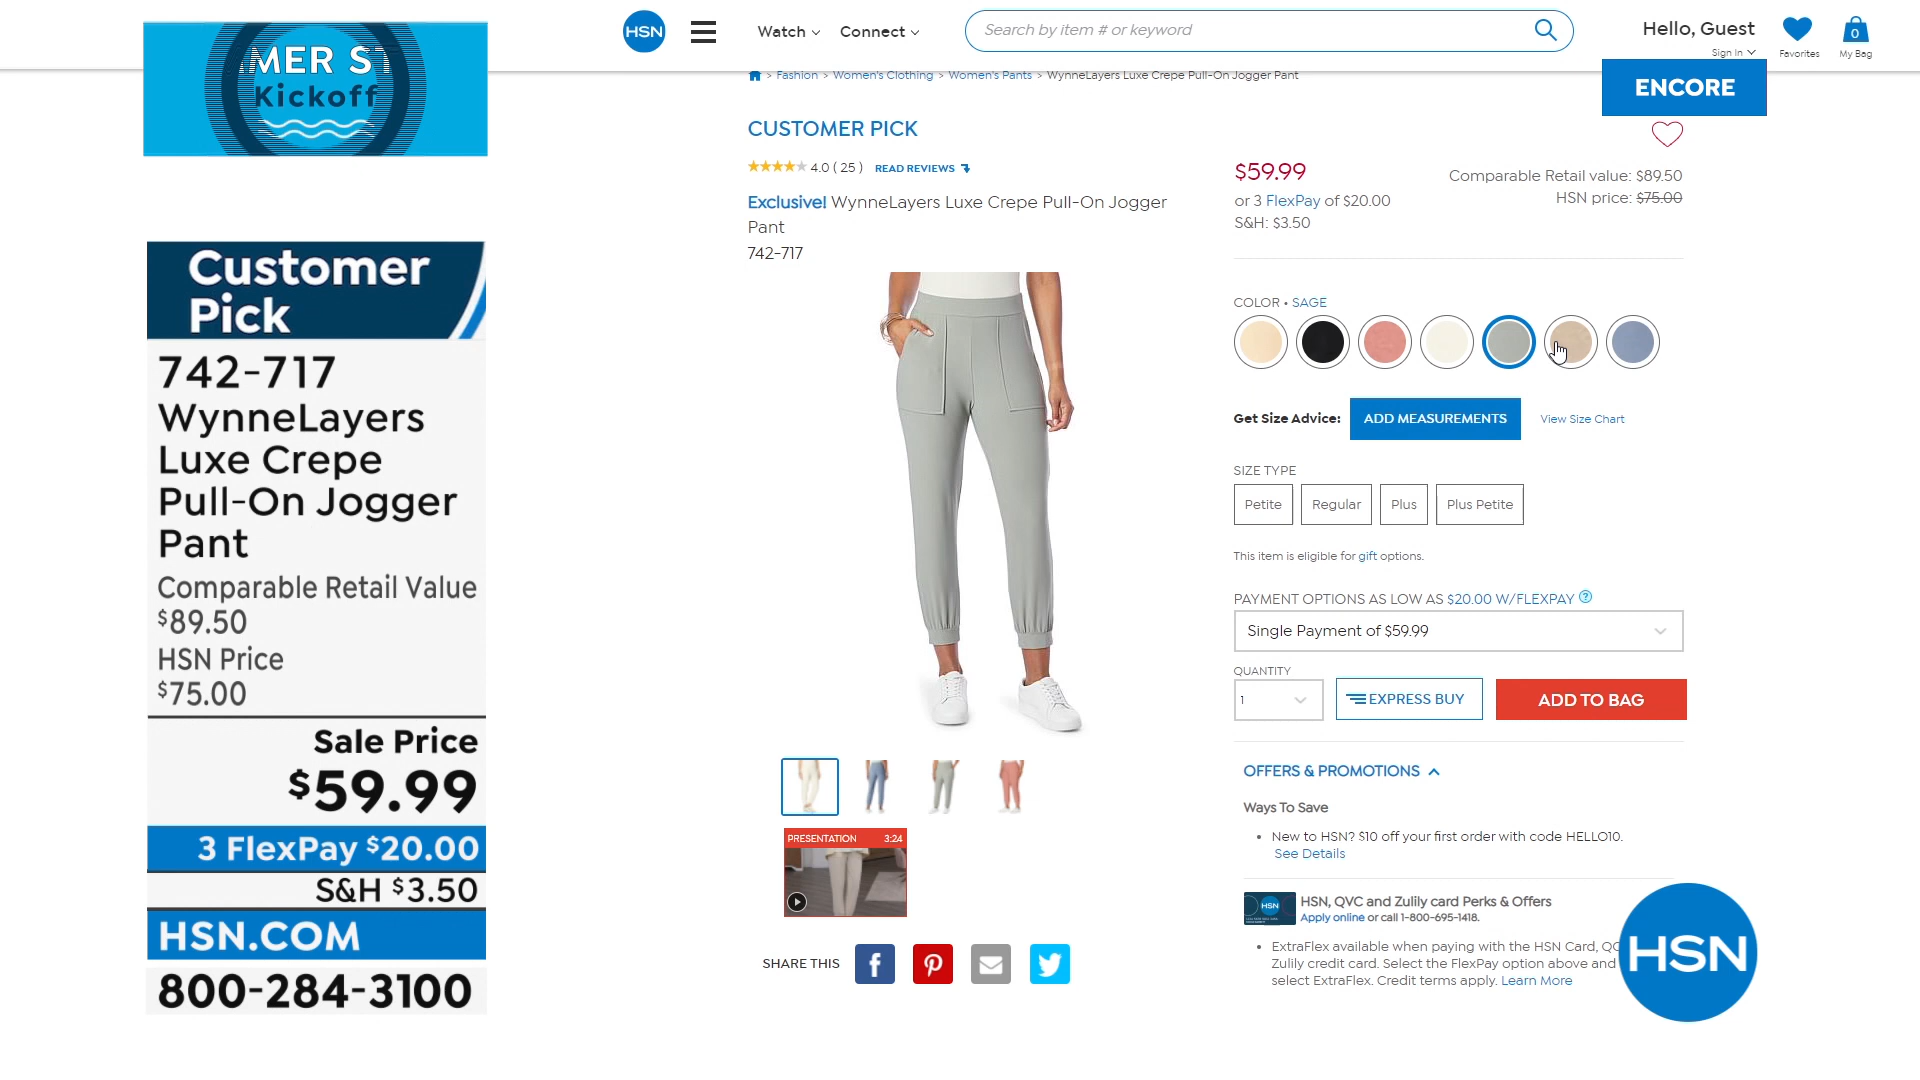 MER ST
Kickoff
Customer
Pick
742-717
WynneLayers
Luxe Crepe
Pull-On Jogger
Pant
Comparable Retail Value
$89.50
HSN Price
$75.00
Sale Price
$59.99
3 FlexPay $20.00
S&H $3.50
HSN.COM
800-284-3100
HSN
Watch
Connect
Search by item # or keyword
Hello, Guest
Sign In
Favorites
0
My Bag
ENCORE
> Fashion > Women's Clothing > Women's Pants > WynneLayers Luxe Crepe Pull-On Jogger Pant
CUSTOMER PICK
4.0 ( 25 ) READ REVIEWS
Exclusive! WynneLayers Luxe Crepe Pull-On Jogger
Pant
742-717
PRESENTATION 3:24
SHARE THIS
$59.99
or 3 FlexPay of $20.00
S&H: $3.50
Comparable Retail value: $89.50
HSN price: $75.00
COLOR • SAGE
Get Size Advice: ADD MEASUREMENTS View Size Chart
SIZE TYPE
Petite Regular Plus Plus Petite
This item is eligible for gift options.
PAYMENT OPTIONS AS LOW AS $20.00 W/FLEXPAY ?
Single Payment of $59.99
QUANTITY
1 EXPRESS BUY ADD TO BAG
OFFERS & PROMOTIONS
Ways To Save
• New to HSN? $10 off your first order with code HELLO10.
See Details
HSN
HSN, QVC and Zulily card Perks & Offers
Apply online or call 1-800-695-1418.
• ExtraFlex available when paying with the HSN Card, QC
Zulily credit card. Select the FlexPay option above and
select ExtraFlex. Credit terms apply. Learn More
HSN